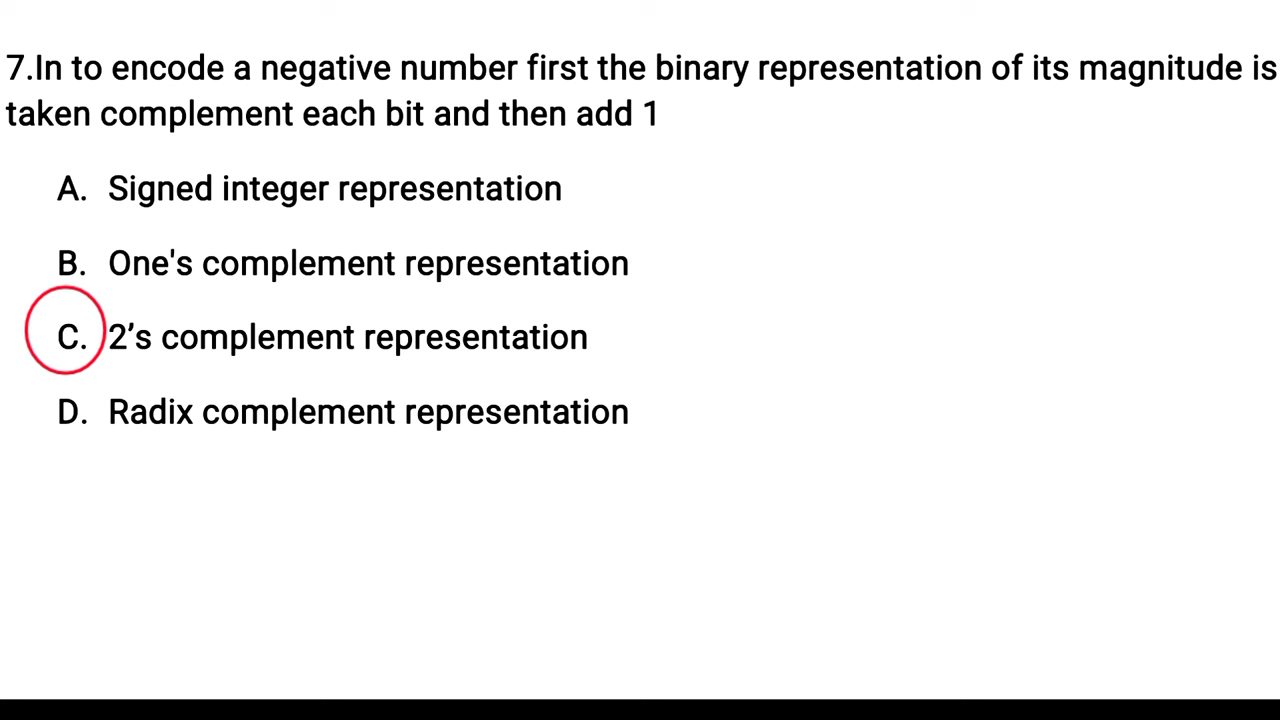 7.In to encode a negative number first the binary representation of its magnitude is
taken complement each bit and then add 1
A. Signed integer representation
B. One's complement representation
C. 2’s complement representation
D. Radix complement representation